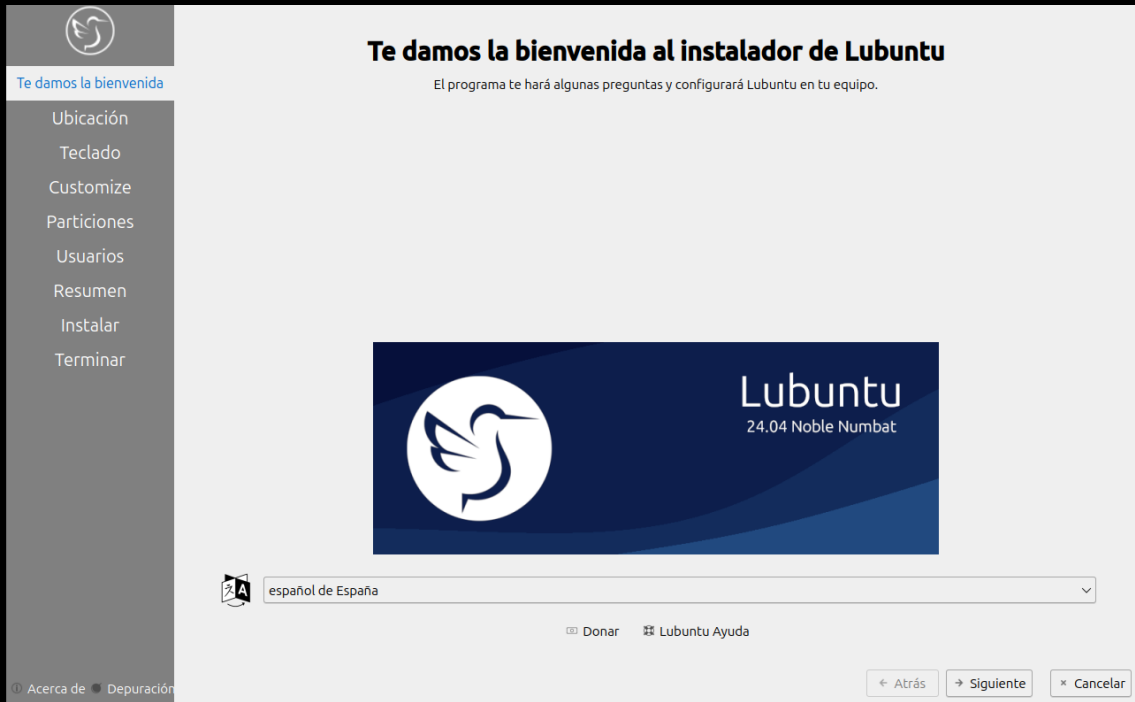 Te damos la bienvenida
Ubicación
Teclado
Customize
Particiones
Usuarios
Resumen
Instalar
Terminar
Acerca de Depuración
Te damos la bienvenida al instalador de Lubuntu
El programa te hará algunas preguntas y configurará Lubuntu en tu equipo.
Lubuntu
24.04 Noble Numbat
español de España
Donar Lubuntu Ayuda
Atrás Siguiente Cancelar